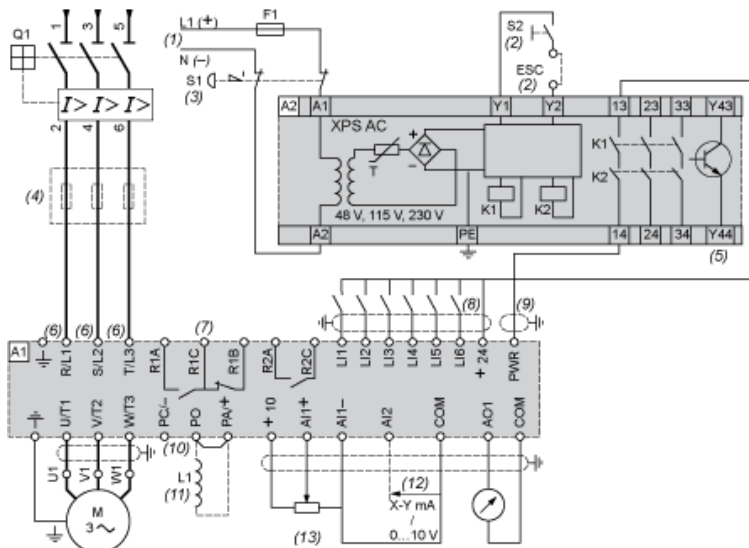 1 3 5
Q1
I> I> I>
2 4 6
(4)
L1 (+)
F1
(1)
N (–)
S1
(3)
S2
(2)
ESC
(2)
A2 A1 Y1 Y2 13 23 33 Y43
XPS AC
+
–
T
K1
K2
K1 K2
48 V, 115 V, 230 V
A2 PE 14 24 34 Y44
(5)
(6) (6) (6) (7) (8) (9)
A1
R/L1 S/L2 T/L3 R1A R1C R1B R2A R2C LI1 LI2 LI3 LI4 LI5 LI6 + 24 PWR
U/T1 V/T2 W/T3 PC/– PO PA/+ + 10 AI1+ AI1– AI2 COM AO1 COM
(10)
U1 V1 W1
L1
(11)
(12)
X-Y mA
/
0...10 V
M
3 ~
(13)